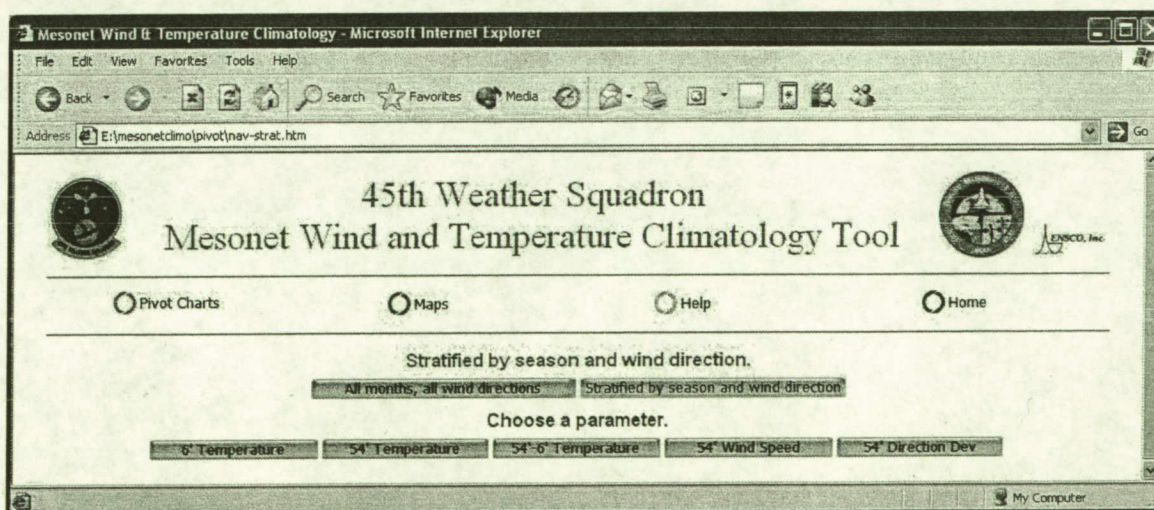 Mesonet Wind & Temperature Climatology - Microsoft Internet Explorer
File Edit View Favorites Tools Help
Back Search Favorites Media
Address E:\mesonetclimo\pivot\nav-strat.htm Go
45th Weather Squadron
Mesonet Wind and Temperature Climatology Tool
ENSCO, Inc.
Pivot Charts Maps Help Home
Stratified by season and wind direction.
All months, all wind directions Stratified by season and wind direction
Choose a parameter.
6' Temperature 54' Temperature 54'-6' Temperature 54' Wind Speed 54' Direction Dev
My Computer